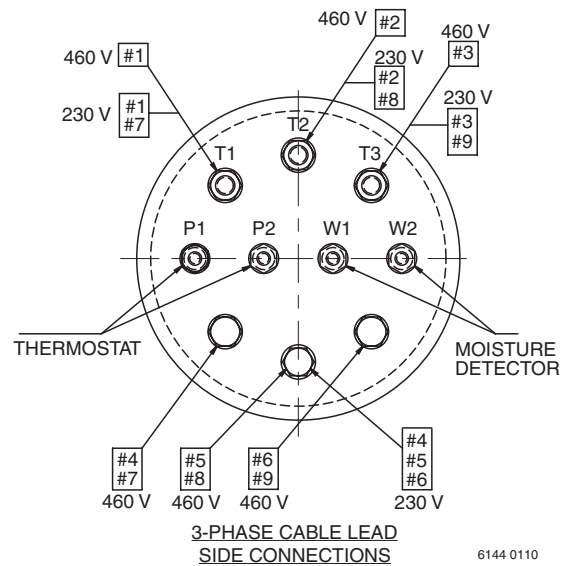 460 V #2
460 V #1
460 V
#3
230 V
#2
#8
230 V
#1
#7
230 V
#3
#9
T2
T1
T3
P1
P2
W1
W2
THERMOSTAT
MOISTURE
DETECTOR
#4
#7
460 V
#5
#8
460 V
#6
#9
460 V
#4
#5
#6
230 V
3-PHASE CABLE LEAD
SIDE CONNECTIONS
6144 0110